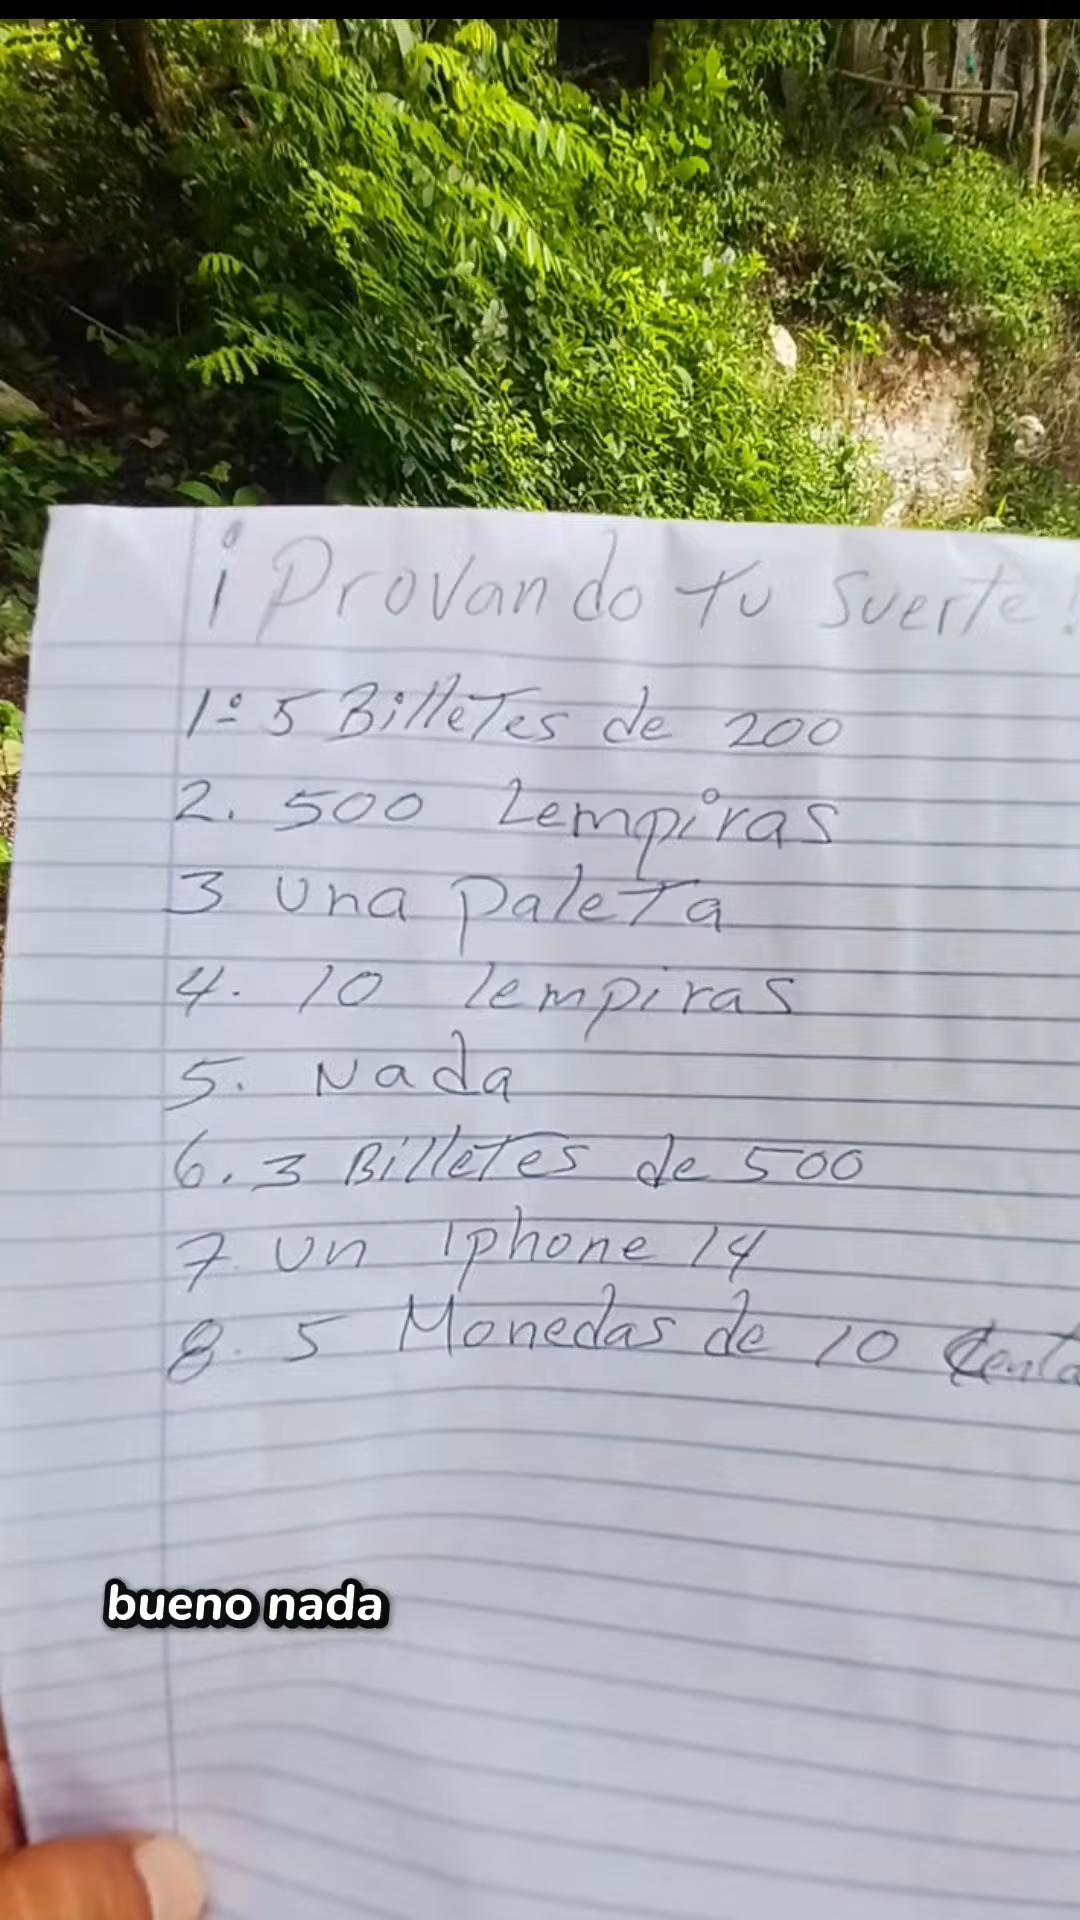 ¡Provando tu suerte!
1º 5 Billetes de 200
2. 500 Lempiras
3 una paleta
4. 10 lempiras
5. Nada
6. 3 Billetes de 500
7. un Iphone 14
8. 5 Monedas de 10
bueno nada